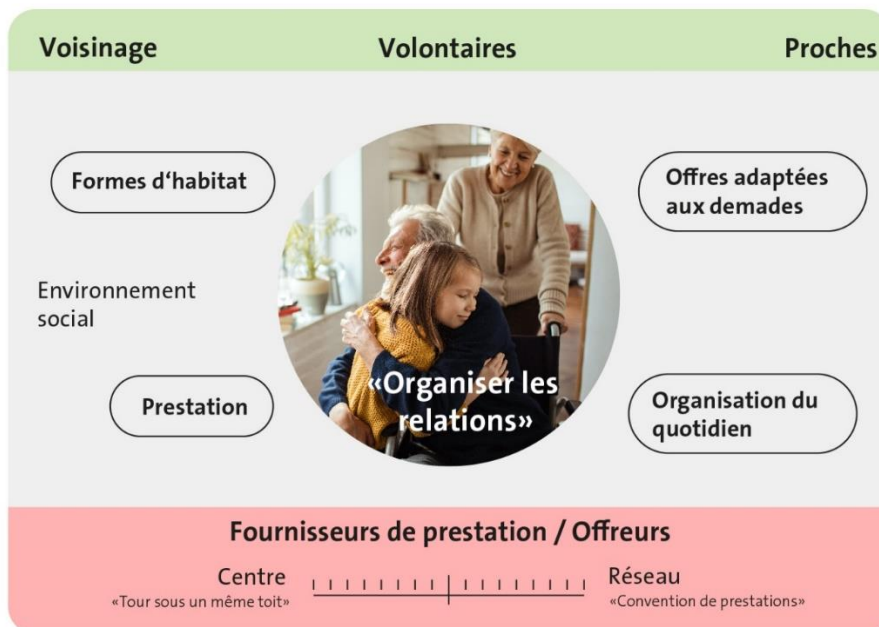 Voisinage Volontaires Proches
Formes d‘habitat
Offres adaptées
aux demades
Environnement
social
«Organiser les
relations»
Prestation
Organisation du
quotidien
Fournisseurs de prestation / Offreurs
Centre
«Tour sous un même toit»
Réseau
«Convention de prestations»